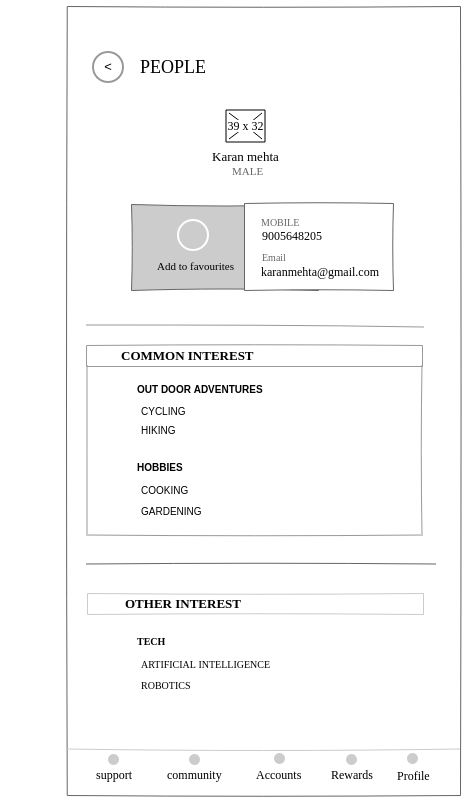 < PEOPLE
39 x 32
Karan mehta
MALE
Add to favourites
MOBILE
9005648205
Email
karanmehta@gmail.com
COMMON INTEREST
OUT DOOR ADVENTURES
CYCLING
HIKING
HOBBIES
COOKING
GARDENING
OTHER INTEREST
TECH
ARTIFICIAL INTELLIGENCE
ROBOTICS
support community Accounts Rewards Profile